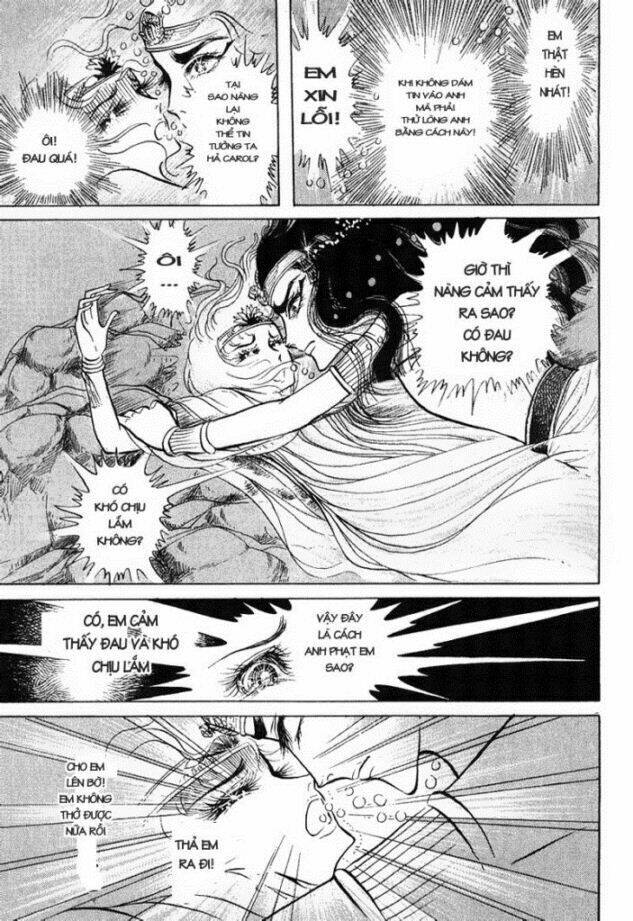 EM
THẬT
HÈN
NHÁT!
KHI KHÔNG DÁM
TIN VÀO ANH
MÀ PHẢI
THỬ LÒNG ANH
BẰNG CÁCH NÀY!
EM
XIN
LỖI!
TẠI
SAO NÀNG
LẠI
KHÔNG
THỂ TIN
TƯỞNG TA
HẢ CAROL?
ÔI!
ĐAU QUÁ!
GIỜ THÌ
NÀNG CẢM THẤY
RA SAO?
CÓ ĐAU
KHÔNG?
ÔI
...
CÓ
KHÓ CHỊU
LẮM
KHÔNG?
VẬY ĐÂY
LÀ CÁCH
ANH PHẠT EM
SAO?
CÓ, EM CẢM
THẤY ĐAU VÀ KHÓ
CHỊU LẮM
CHO EM
LÊN BỜ!
EM KHÔNG
THỞ ĐƯỢC
NỮA RỒI
THẢ EM
RA ĐI!